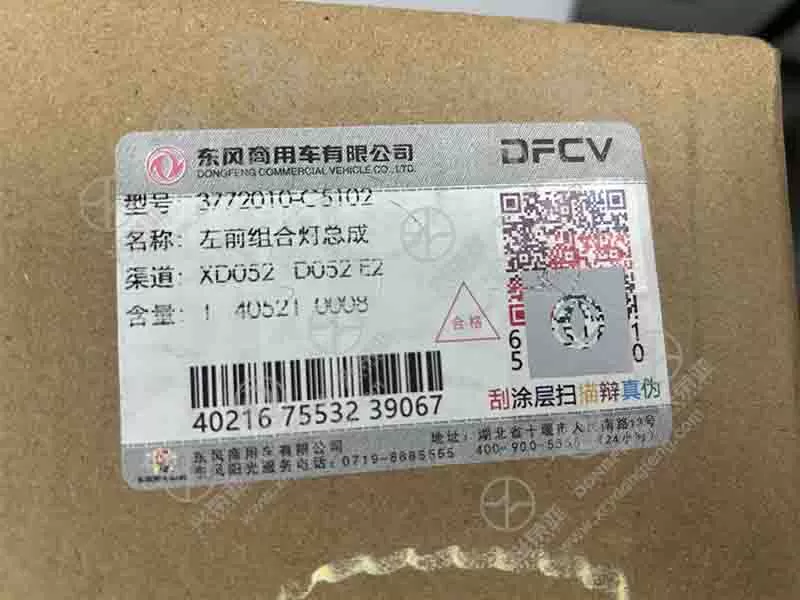 东风商用车有限公司
DONGFENG COMMERCIAL VEHICLE CO.,LTD.
DFCV
型号: 3772010-C5102
名称: 左前组合灯总成
渠道: XD052 D052 E2
含量: 1 40521 0008
合格
40216 75532 39067
刮涂层扫描辩真伪
东风商用车有限公司
地址: 湖北省十堰市人民南路13号
东风阳光服务电话: 0719-8885555
(24小时)